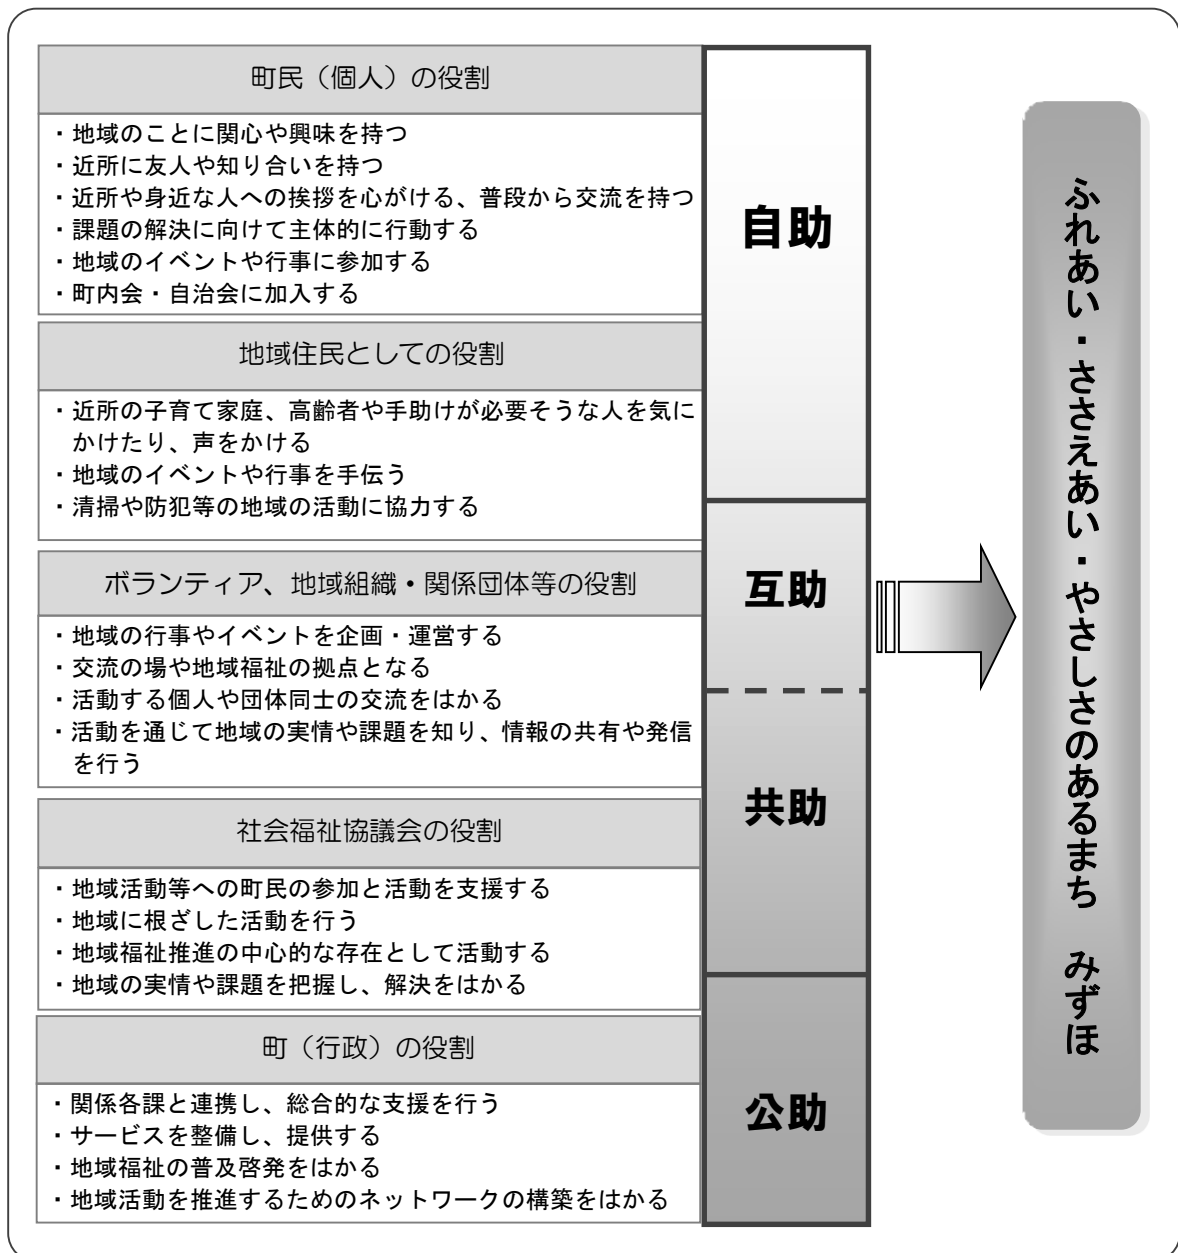 町民（個人）の役割
・地域のことに関心や興味を持つ
・近所に友人や知り合いを持つ
・近所や身近な人への挨拶を心がける、普段から交流を持つ
・課題の解決に向けて主体的に行動する
・地域のイベントや行事に参加する
・町内会・自治会に加入する
地域住民としての役割
・近所の子育て家庭、高齢者や手助けが必要そうな人を気に
かけたり、声をかける
・地域のイベントや行事を手伝う
・清掃や防犯等の地域の活動に協力する
ボランティア、地域組織・関係団体等の役割
・地域の行事やイベントを企画・運営する
・交流の場や地域福祉の拠点となる
・活動する個人や団体同士の交流をはかる
・活動を通じて地域の実情や課題を知り、情報の共有や発信
を行う
社会福祉協議会の役割
・地域活動等への町民の参加と活動を支援する
・地域に根ざした活動を行う
・地域福祉推進の中心的な存在として活動する
・地域の実情や課題を把握し、解決をはかる
町（行政）の役割
・関係各課と連携し、総合的な支援を行う
・サービスを整備し、提供する
・地域福祉の普及啓発をはかる
・地域活動を推進するためのネットワークの構築をはかる
自助
互助
共助
公助
ふれあい・ささえあい・やさしさのあるまち　みずほ